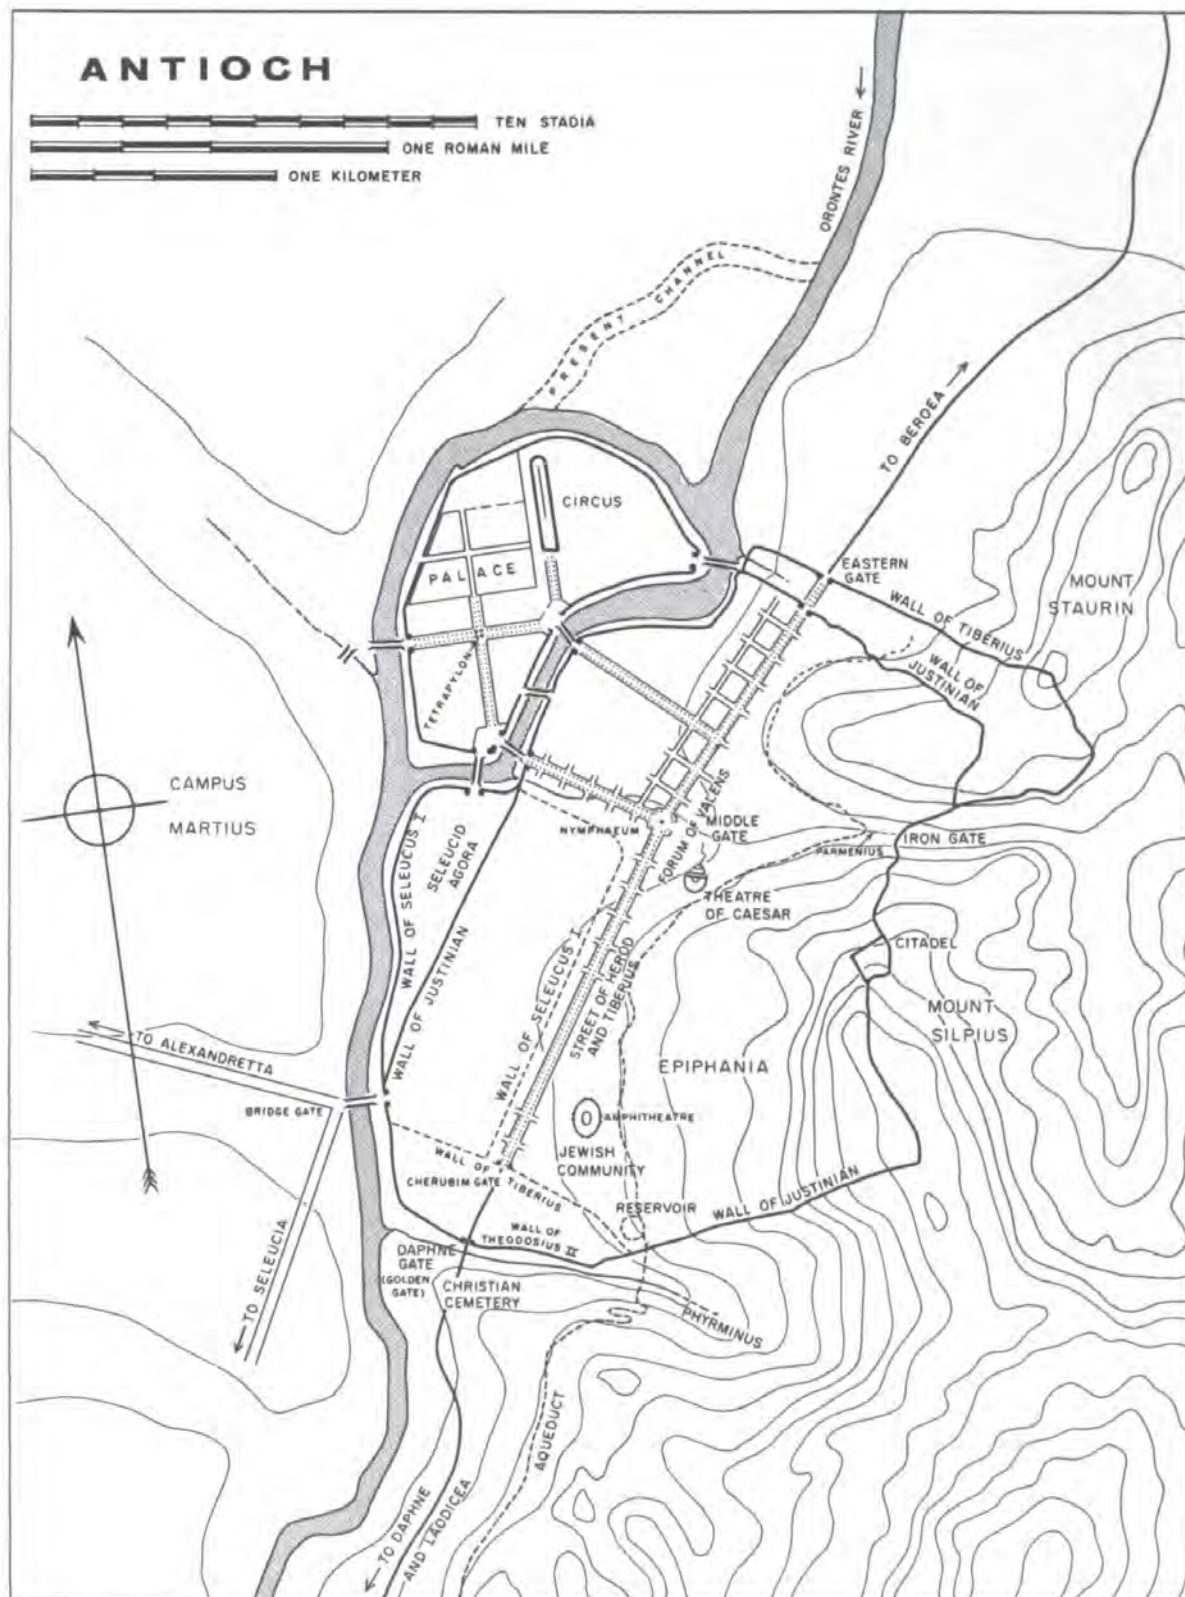 ANTIOCH
TEN STADIA
ONE ROMAN MILE
ONE KILOMETER
ORONTES RIVER
PRESENT CHANNEL
TO BEROEA
CIRCUS
PALACE
EASTERN
GATE
MOUNT
STAURIN
WALL OF TIBERIUS
WALL OF
JUSTINIAN
TETRAPYLON
CAMPUS
MARTIUS
WALL OF SELEUCUS I
SELEUCID
AGORA
NYMPHAEUM
FORUM OF VALENS
MIDDLE
GATE
PARMENIUS
IRON GATE
THEATRE
OF CAESAR
CITADEL
WALL OF JUSTINIAN
WALL OF SELEUCUS I
STREET OF HEROD
AND TIBERIUS
MOUNT
SILPIUS
EPIPHANIA
TO ALEXANDRETTA
BRIDGE GATE
AMPHITHEATRE
JEWISH
COMMUNITY
WALL OF TIBERIUS
CHERUBIM GATE
RESERVOIR
WALL OF JUSTINIAN
WALL OF
THEODOSIUS II
DAPHNE
GATE
(GOLDEN
GATE)
CHRISTIAN
CEMETERY
PHYRMINUS
TO SELEUCIA
AQUEDUCT
TO DAPHNE
AND LAODICEA